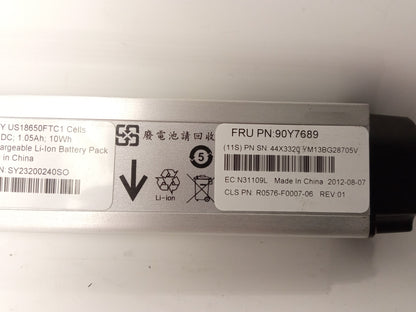 Y US18650FTC1 Cells
DC, 1.05Ah, 10Wh
argeable Li-Ion Battery Pack
in China
N: SY23200240SO
廢電池請回收
5
Li-ion
FRU PN:90Y7689
(11S) PN SN: 44X3320 YM13BG28705V
EC:N31109L Made In China 2012-08-07
CLS PN: R0576-F0007-06 REV:01